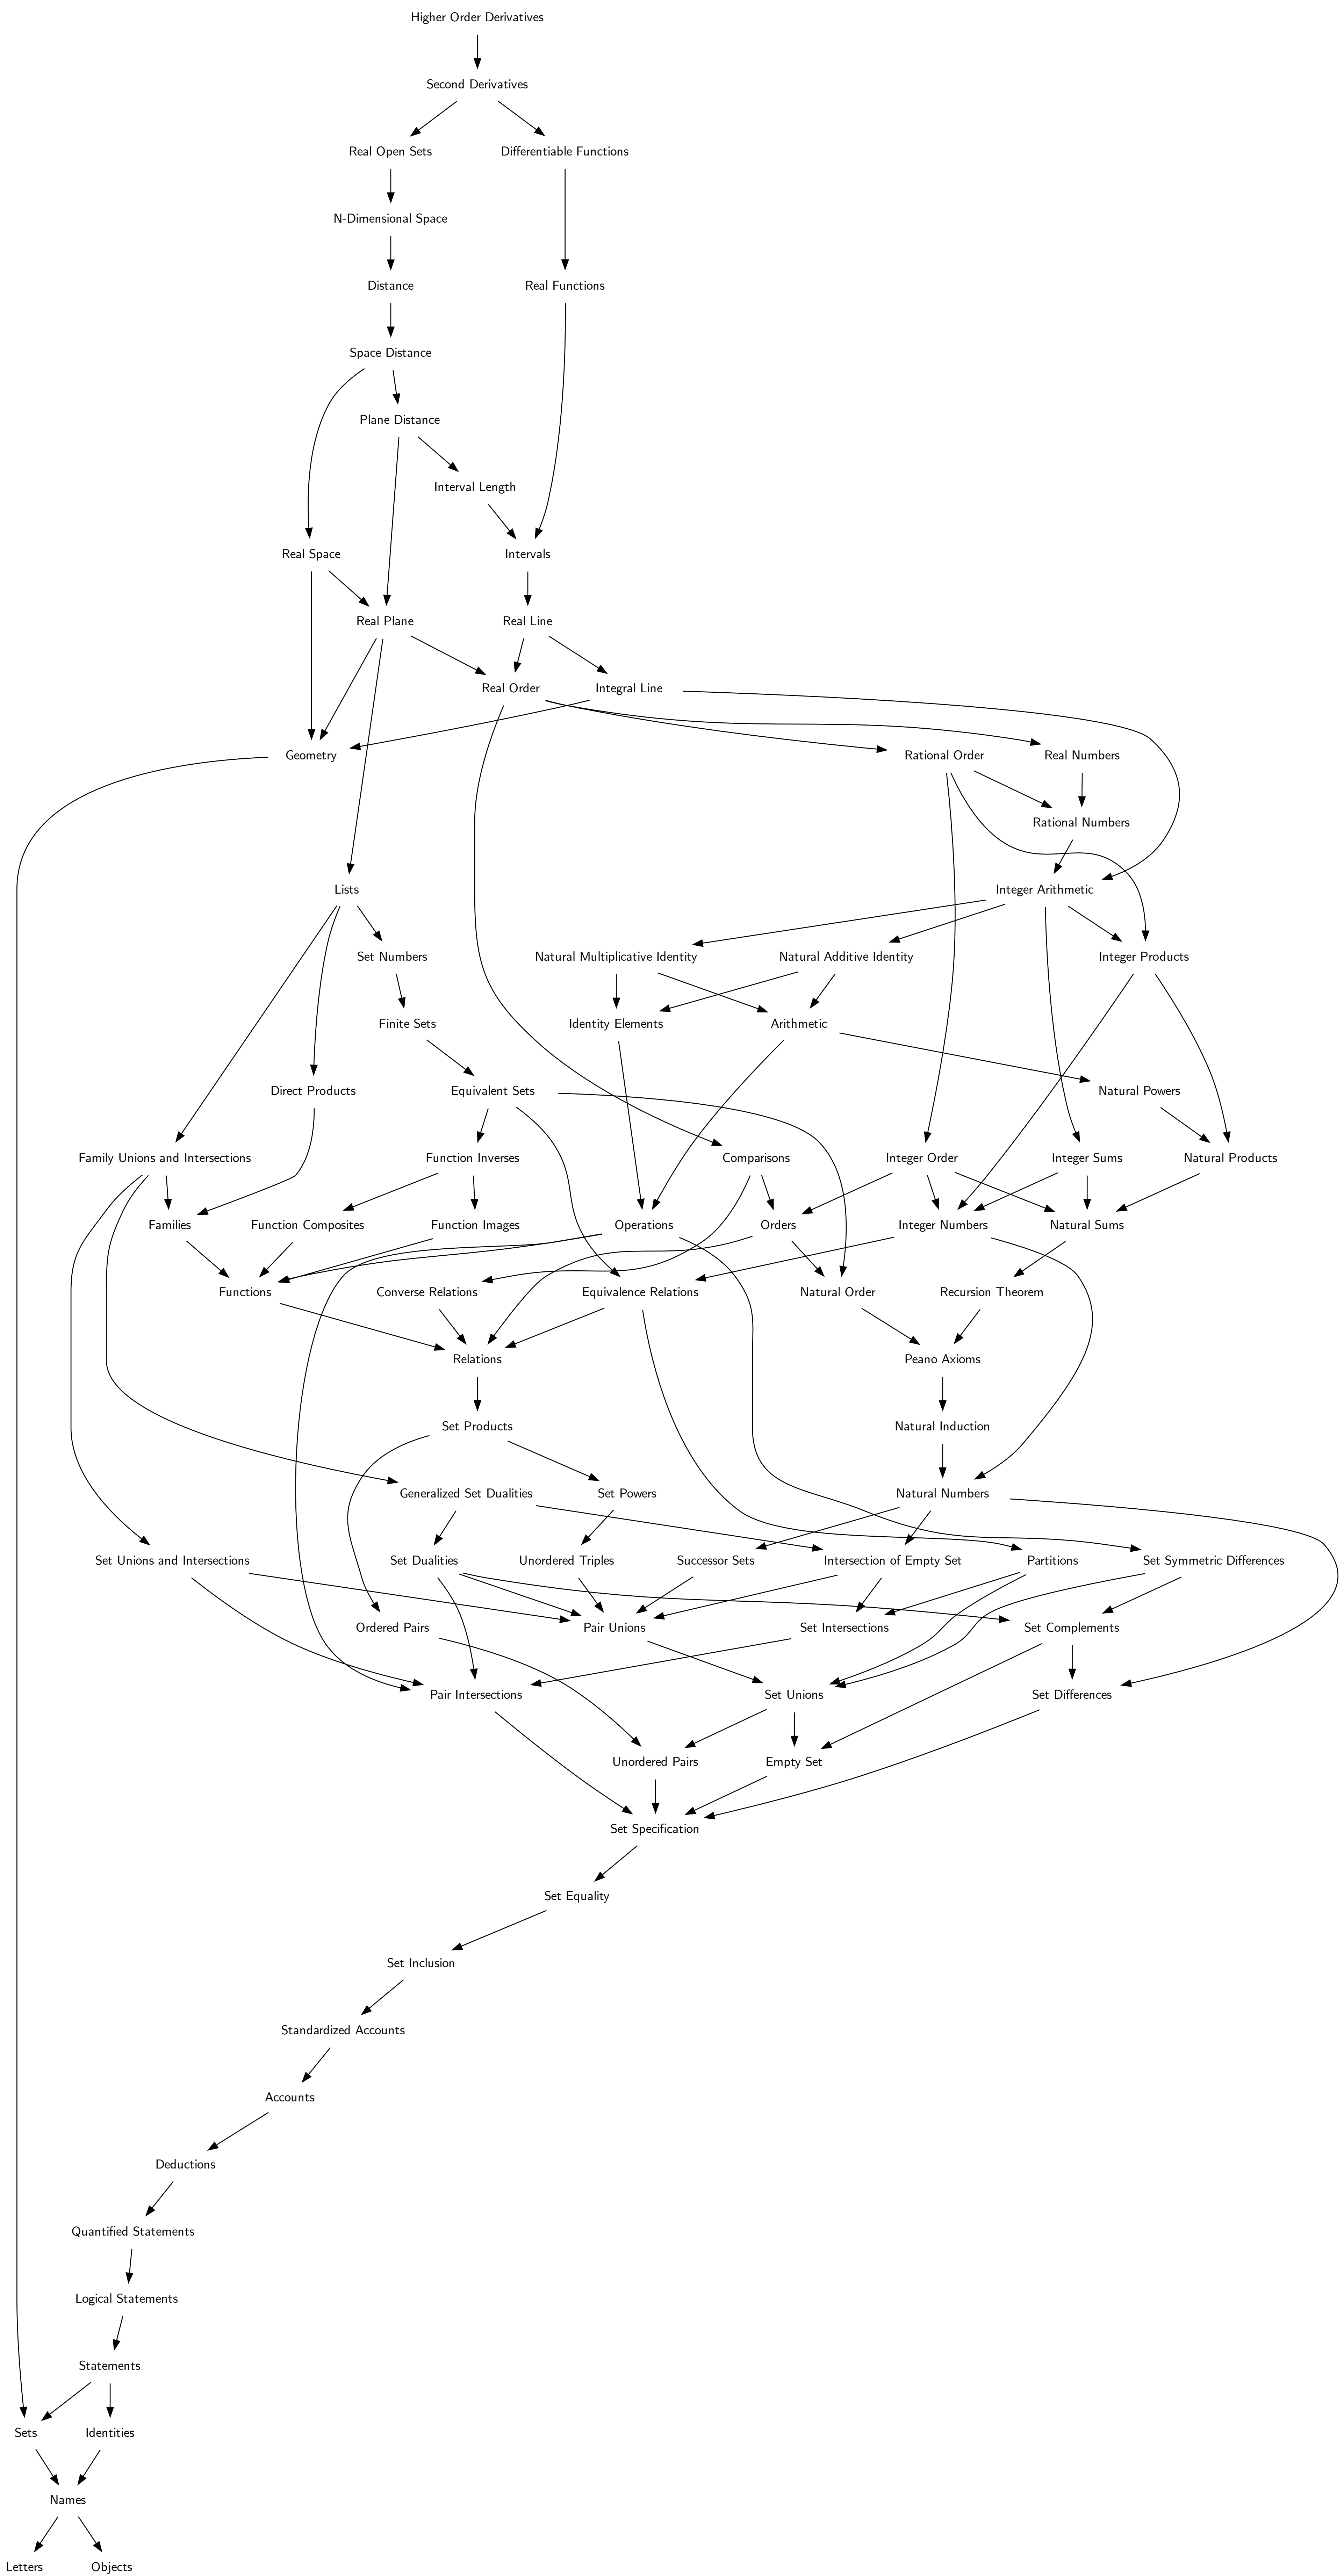 Higher Order Derivatives
Second Derivatives
Real Open Sets
Differentiable Functions
N-Dimensional Space
Distance
Real Functions
Space Distance
Plane Distance
Interval Length
Real Space
Intervals
Real Plane
Real Line
Real Order
Integral Line
Geometry
Rational Order
Real Numbers
Rational Numbers
Lists
Integer Arithmetic
Set Numbers
Natural Multiplicative Identity
Natural Additive Identity
Integer Products
Finite Sets
Identity Elements
Arithmetic
Direct Products
Equivalent Sets
Natural Powers
Family Unions and Intersections
Function Inverses
Comparisons
Integer Order
Integer Sums
Natural Products
Families
Function Composites
Function Images
Operations
Orders
Integer Numbers
Natural Sums
Functions
Converse Relations
Equivalence Relations
Natural Order
Recursion Theorem
Relations
Peano Axioms
Set Products
Natural Induction
Generalized Set Dualities
Set Powers
Natural Numbers
Set Unions and Intersections
Set Dualities
Unordered Triples
Successor Sets
Intersection of Empty Set
Partitions
Set Symmetric Differences
Ordered Pairs
Pair Unions
Set Intersections
Set Complements
Pair Intersections
Set Unions
Set Differences
Unordered Pairs
Empty Set
Set Specification
Set Equality
Set Inclusion
Standardized Accounts
Accounts
Deductions
Quantified Statements
Logical Statements
Statements
Sets
Identities
Names
Letters
Objects